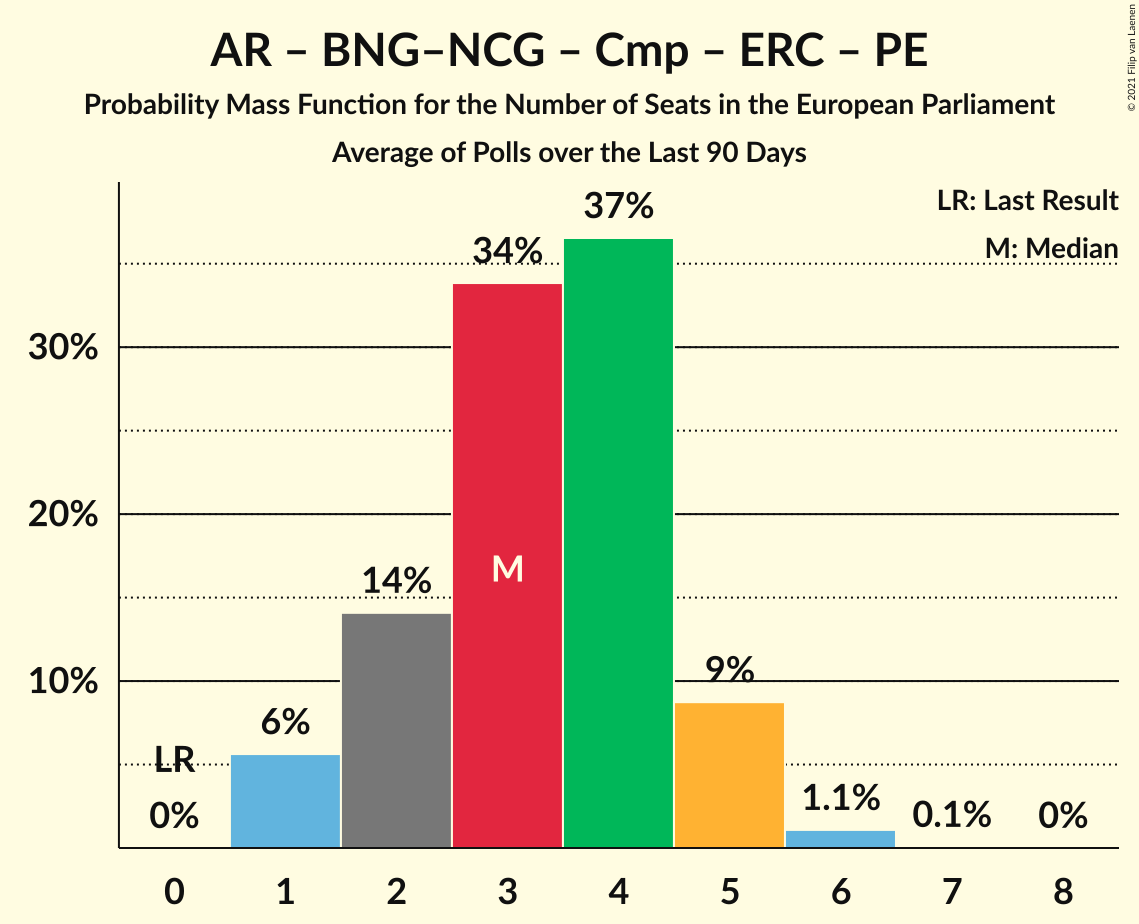 AR – BNG–NCG – Cmp – ERC – PE
Probability Mass Function for the Number of Seats in the European Parliament
Average of Polls over the Last 90 Days
© 2021 Filip van Laenen
LR: Last Result
M: Median
37%
34%
30%
20%
M
14%
10%
9%
6%
LR
1.1%
0%
0.1%
0%
0 1 2 3 4 5 6 7 8